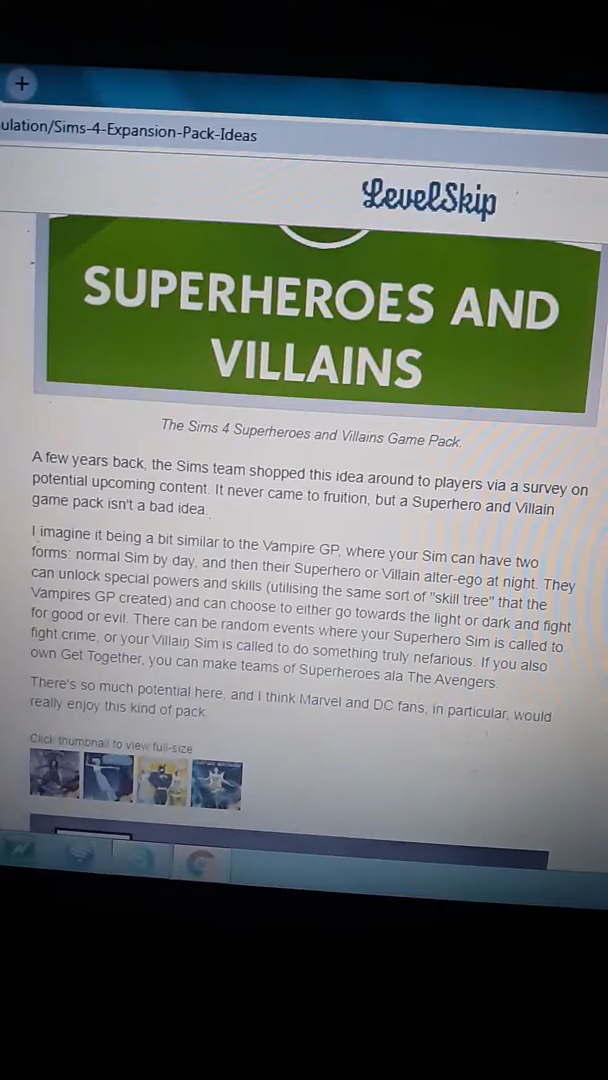 +
ulation/Sims-4-Expansion-Pack-Ideas
LevelSkip
SUPERHEROES AND
VILLAINS
The Sims 4 Superheroes and Villains Game Pack.
A few years back, the Sims team shopped this idea around to players via a survey on
potential upcoming content. It never came to fruition, but a Superhero and Villain
game pack isn't a bad idea.
I imagine it being a bit similar to the Vampire GP, where your Sim can have two
forms: normal Sim by day, and then their Superhero or Villain alter-ego at night. They
can unlock special powers and skills (utilising the same sort of "skill tree" that the
Vampires GP created) and can choose to either go towards the light or dark and fight
for good or evil. There can be random events where your Superhero Sim is called to
fight crime, or your Villain Sim is called to do something truly nefarious. If you also
own Get Together, you can make teams of Superheroes ala The Avengers.
There's so much potential here, and I think Marvel and DC fans, in particular, would
really enjoy this kind of pack.
Click thumbnail to view full-size